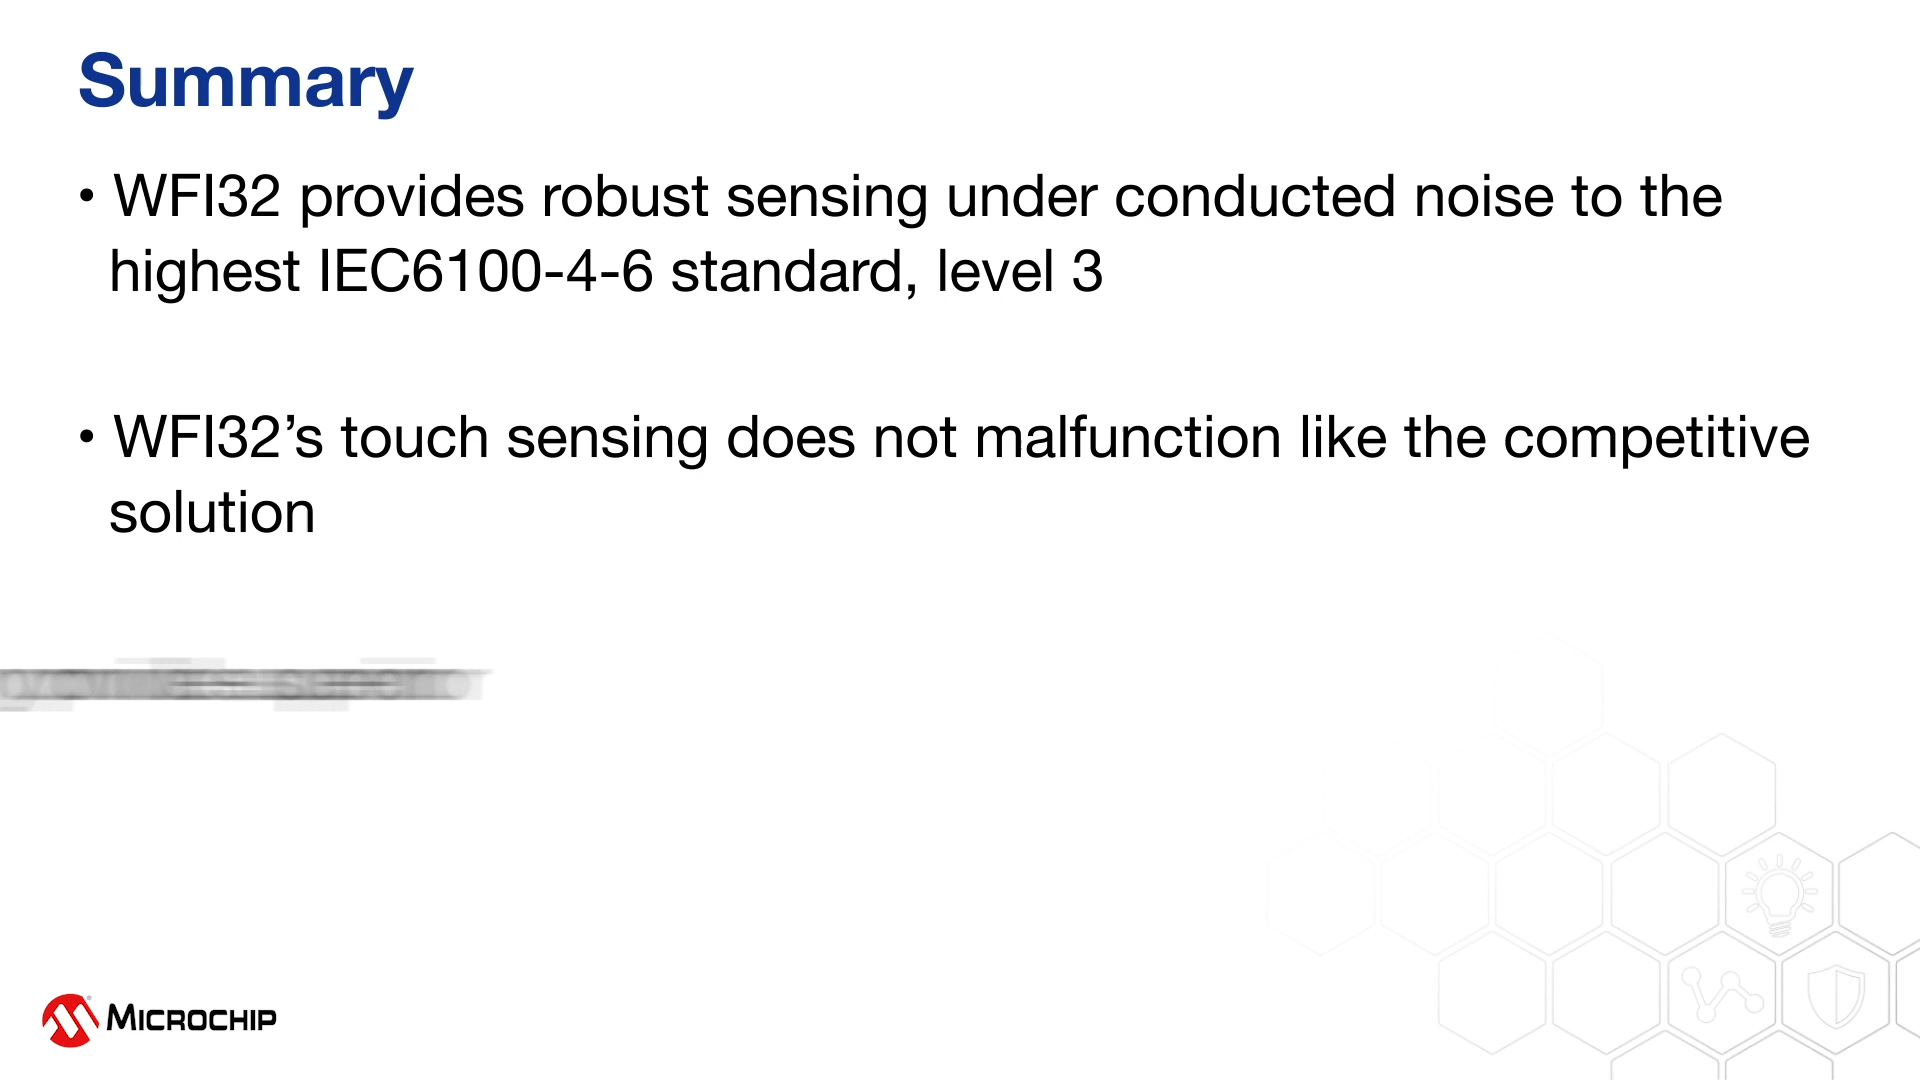 Summary
• WFI32 provides robust sensing under conducted noise to the
highest IEC6100-4-6 standard, level 3
• WFI32’s touch sensing does not malfunction like the competitive
solution
MICROCHIP